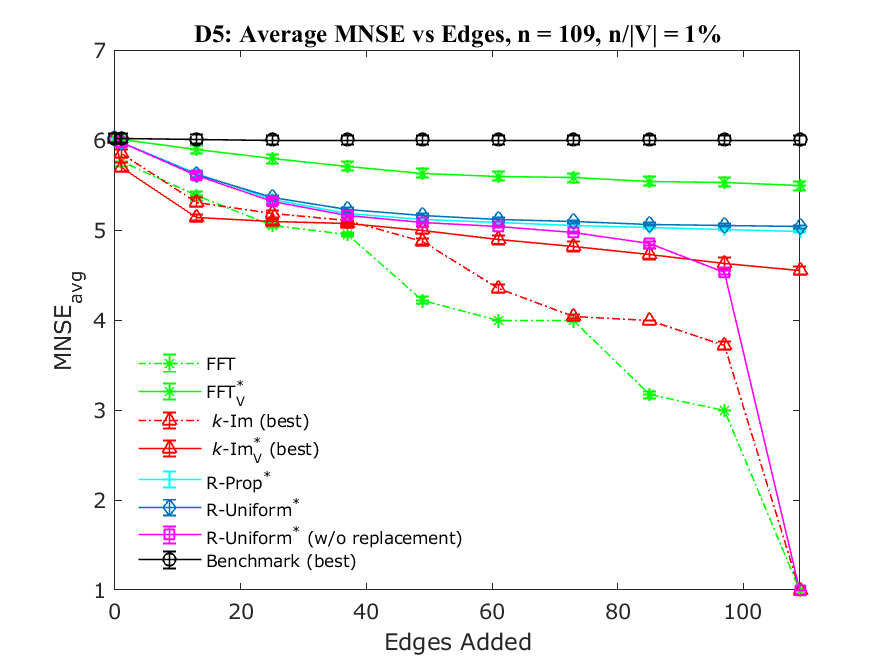 D5: Average MNSE vs Edges, n = 109, n/|V| = 1%
7
6
5
4
3
2
1
MNSE_avg
FFT
FFT*_V
k-Im (best)
k-Im*_V (best)
R-Prop*
R-Uniform*
R-Uniform* (w/o replacement)
Benchmark (best)
0 20 40 60 80 100
Edges Added